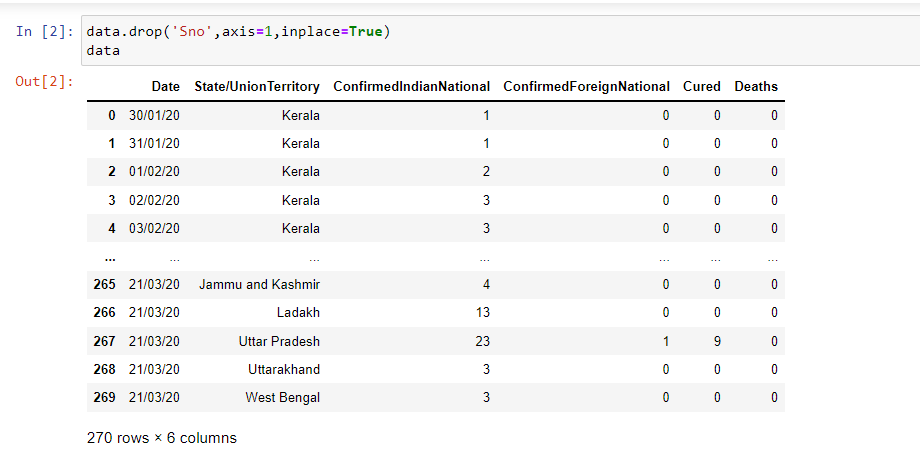 In [2]: data.drop('Sno',axis=1,inplace=True)
data
Out[2]:
Date State/UnionTerritory ConfirmedIndianNational ConfirmedForeignNational Cured Deaths
0 30/01/20 Kerala 1 0 0 0
1 31/01/20 Kerala 1 0 0 0
2 01/02/20 Kerala 2 0 0 0
3 02/02/20 Kerala 3 0 0 0
4 03/02/20 Kerala 3 0 0 0
... ... ... ... ... ... ...
265 21/03/20 Jammu and Kashmir 4 0 0 0
266 21/03/20 Ladakh 13 0 0 0
267 21/03/20 Uttar Pradesh 23 1 9 0
268 21/03/20 Uttarakhand 3 0 0 0
269 21/03/20 West Bengal 3 0 0 0
270 rows × 6 columns